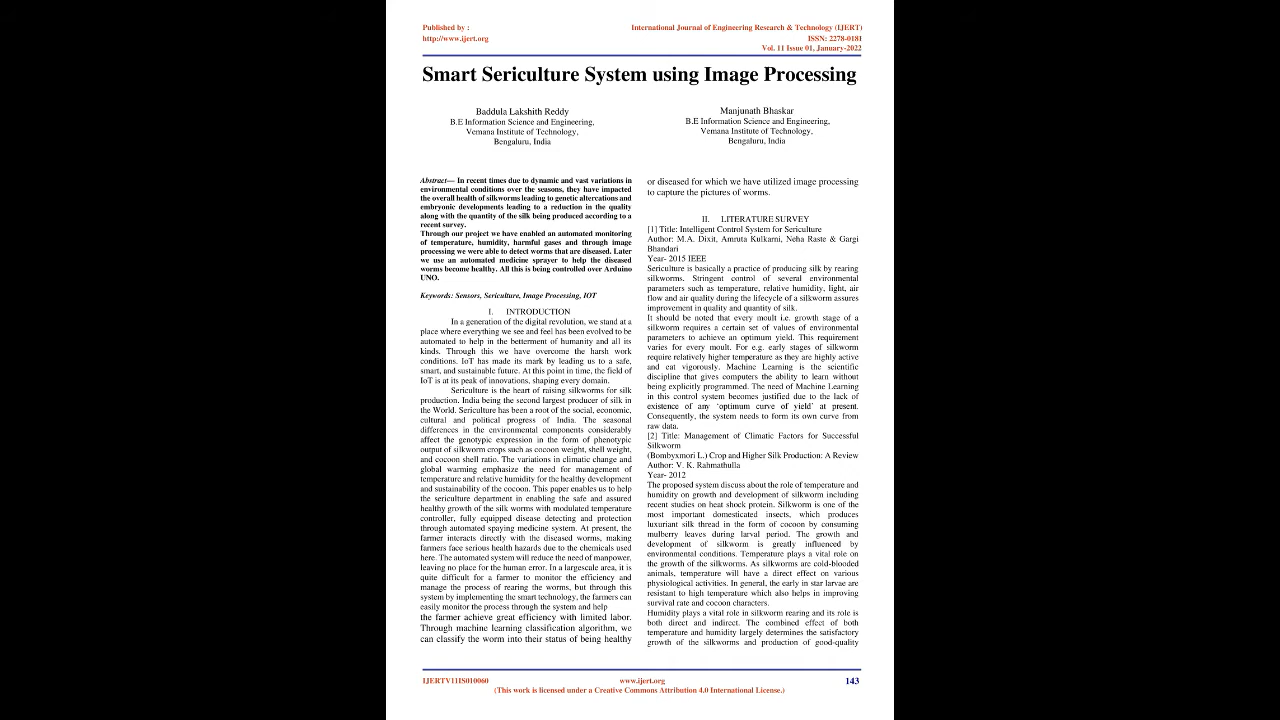 Published by :
http://www.ijert.org
International Journal of Engineering Research & Technology (IJERT)
ISSN: 2278-0181
Vol. 11 Issue 01, January-2022
Smart Sericulture System using Image Processing
Baddula Lakshith Reddy
B.E Information Science and Engineering,
Vemana Institute of Technology,
Bengaluru, India
Manjunath Bhaskar
B.E Information Science and Engineering,
Vemana Institute of Technology,
Bengaluru, India
Abstract— In recent times due to dynamic and vast variations in
environmental conditions over the seasons, they have impacted
the overall health of silkworms leading to genetic altercations and
embryonic developments leading to a reduction in the quality
along with the quantity of the silk being produced according to a
recent survey.
Through our project we have enabled an automated monitoring
of temperature, humidity, harmful gases and through image
processing we were able to detect worms that are diseased. Later
we use an automated medicine sprayer to help the diseased
worms become healthy. All this is being controlled over Arduino
UNO.
Keywords: Sensors, Sericulture, Image Processing, IOT
I. INTRODUCTION
In a generation of the digital revolution, we stand at a
place where everything we see and feel has been evolved to be
automated to help in the betterment of humanity and all its
kinds. Through this we have overcome the harsh work
conditions. IoT has made its mark by leading us to a safe,
smart, and sustainable future. At this point in time, the field of
IoT is at its peak of innovations, shaping every domain.
Sericulture is the heart of raising silkworms for silk
production. India being the second largest producer of silk in
the World. Sericulture has been a root of the social, economic,
cultural and political progress of India. The seasonal
differences in the environmental components considerably
affect the genotypic expression in the form of phenotypic
output of silkworm crops such as cocoon weight, shell weight,
and cocoon shell ratio. The variations in climatic change and
global warming emphasize the need for management of
temperature and relative humidity for the healthy development
and sustainability of the cocoon. This paper enables us to help
the sericulture department in enabling the safe and assured
healthy growth of the silk worms with modulated temperature
controller, fully equipped disease detecting and protection
through automated spaying medicine system. At present, the
farmer interacts directly with the diseased worms, making
farmers face serious health hazards due to the chemicals used
here. The automated system will reduce the need of manpower,
leaving no place for the human error. In a largescale area, it is
quite difficult for a farmer to monitor the efficiency and
manage the process of rearing the worms, but through this
system by implementing the smart technology, the farmers can
easily monitor the process through the system and help
the farmer achieve great efficiency with limited labor.
Through machine learning classification algorithm, we
can classify the worm into their status of being healthy
or diseased for which we have utilized image processing
to capture the pictures of worms.
II. LITERATURE SURVEY
[1] Title: Intelligent Control System for Sericulture
Author: M.A. Dixit, Amruta Kulkarni, Neha Raste & Gargi
Bhandari
Year- 2015 IEEE
Sericulture is basically a practice of producing silk by rearing
silkworms. Stringent control of several environmental
parameters such as temperature, relative humidity, light, air
flow and air quality during the lifecycle of a silkworm assures
improvement in quality and quantity of silk.
It should be noted that every moult i.e. growth stage of a
silkworm requires a certain set of values of environmental
parameters to achieve an optimum yield. This requirement
varies for every moult. For e.g. early stages of silkworm
require relatively higher temperature as they are highly active
and eat vigorously. Machine Learning is the scientific
discipline that gives computers the ability to learn without
being explicitly programmed. The need of Machine Learning
in this control system becomes justified due to the lack of
existence of any ‘optimum curve of yield’ at present.
Consequently, the system needs to form its own curve from
raw data.
[2] Title: Management of Climatic Factors for Successful
Silkworm
(Bombyxmori L.) Crop and Higher Silk Production: A Review
Author: V. K. Rahmathulla
Year- 2012
The proposed system discuss about the role of temperature and
humidity on growth and development of silkworm including
recent studies on heat shock protein. Silkworm is one of the
most important domesticated insects, which produces
luxuriant silk thread in the form of cocoon by consuming
mulberry leaves during larval period. The growth and
development of silkworm is greatly influenced by
environmental conditions. Temperature plays a vital role on
the growth of the silkworms. As silkworms are cold-blooded
animals, temperature will have a direct effect on various
physiological activities. In general, the early in star larvae are
resistant to high temperature which also helps in improving
survival rate and cocoon characters.
Humidity plays a vital role in silkworm rearing and its role is
both direct and indirect. The combined effect of both
temperature and humidity largely determines the satisfactory
growth of the silkworms and production of good-quality
IJERTV11IS010060
www.ijert.org
143
(This work is licensed under a Creative Commons Attribution 4.0 International License.)